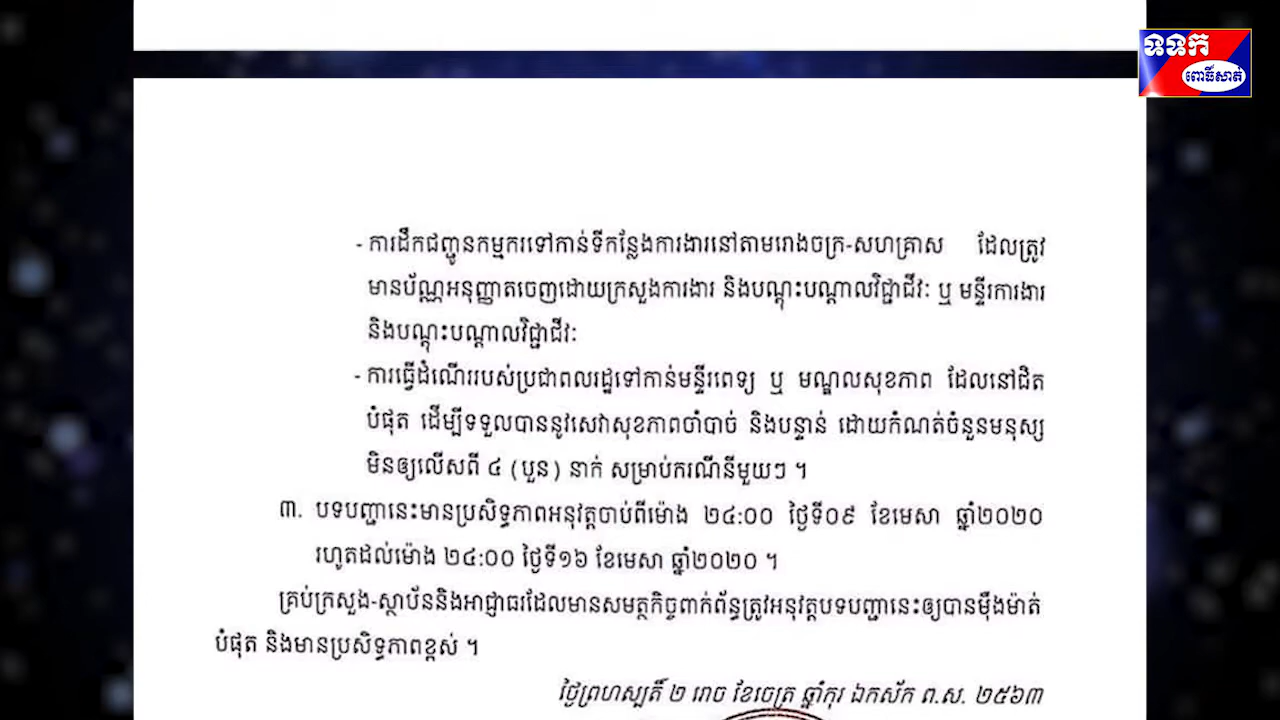 ទទក
ពោធិ៍សាត់
- ការដឹកជញ្ជូនកម្មករទៅកាន់ទីកន្លែងការងារនៅតាមរោងចក្រ-សហគ្រាស ដែលត្រូវ
មានប័ណ្ណអនុញ្ញាតចេញដោយក្រសួងការងារ និងបណ្តុះបណ្តាលវិជ្ជាជីវៈ ឬ មន្ទីរការងារ
និងបណ្តុះបណ្តាលវិជ្ជាជីវៈ
- ការធ្វើដំណើររបស់ប្រជាពលរដ្ឋទៅកាន់មន្ទីរពេទ្យ ឬ មណ្ឌលសុខភាព ដែលនៅជិត
បំផុត ដើម្បីទទួលបាននូវសេវាសុខភាពចាំបាច់ និងបន្ទាន់ ដោយកំណត់ចំនួនមនុស្ស
មិនឲ្យលើសពី ៤ (បួន) នាក់ សម្រាប់ករណីនីមួយៗ ។
៣. បទបញ្ជានេះមានប្រសិទ្ធភាពអនុវត្តចាប់ពីម៉ោង ២៤:០០ ថ្ងៃទី០៩ ខែមេសា ឆ្នាំ២០២០
រហូតដល់ម៉ោង ២៤:០០ ថ្ងៃទី១៦ ខែមេសា ឆ្នាំ២០២០ ។
គ្រប់ក្រសួង-ស្ថាប័ននិងអាជ្ញាធរដែលមានសមត្ថកិច្ចពាក់ព័ន្ធត្រូវអនុវត្តបទបញ្ជានេះឲ្យបានម៉ឺងម៉ាត់
បំផុត និងមានប្រសិទ្ធភាពខ្ពស់ ។
ថ្ងៃព្រហស្បតិ៍ ២ រោច ខែចេត្រ ឆ្នាំកុរ ឯកស័ក ព.ស. ២៥៦៣